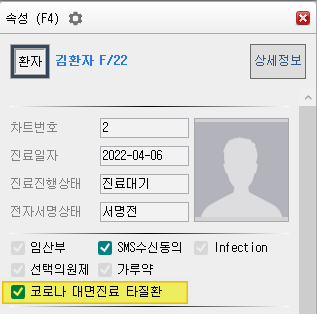 속성 (F4)
환자 김환자 F/22 상세정보
차트번호 2
진료일자 2022-04-06
진료진행상태 진료대기
전자서명상태 서명전
임산부 SMS수신동의 Infection
선택의원제 가루약
코로나 대면진료 타질환